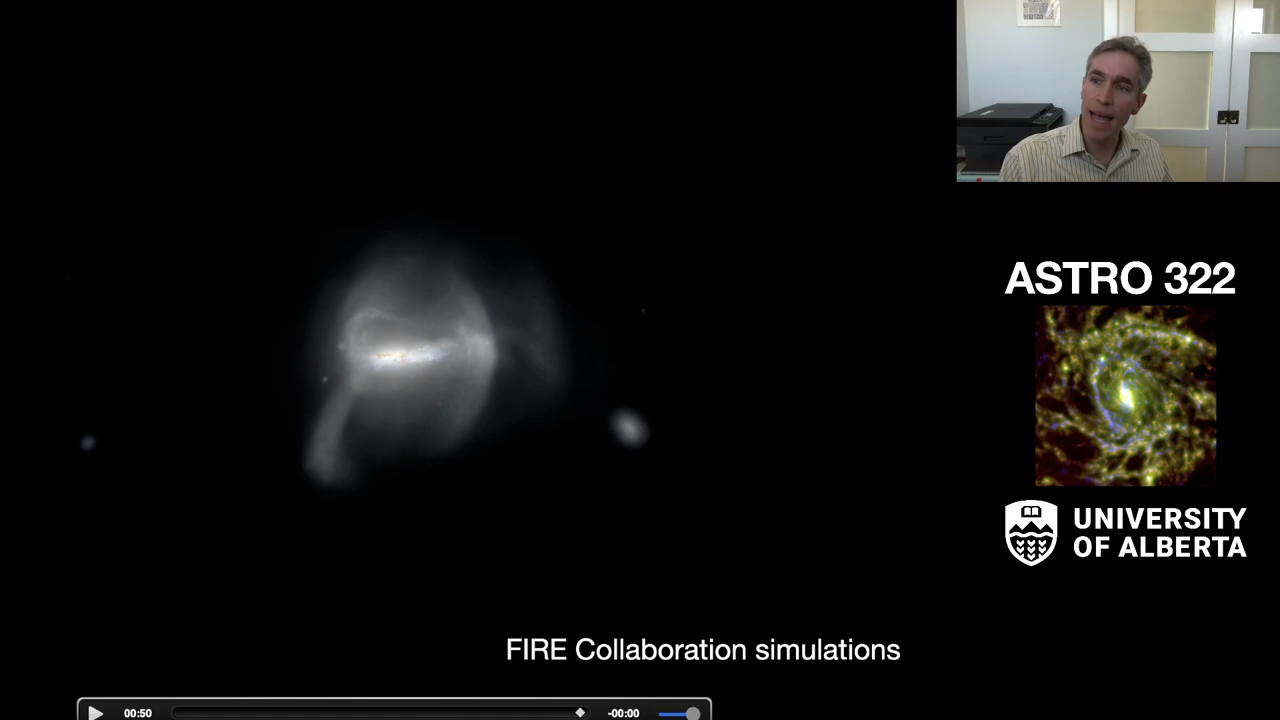 ASTRO 322
UNIVERSITY
OF ALBERTA
FIRE Collaboration simulations
00:50
-00:00